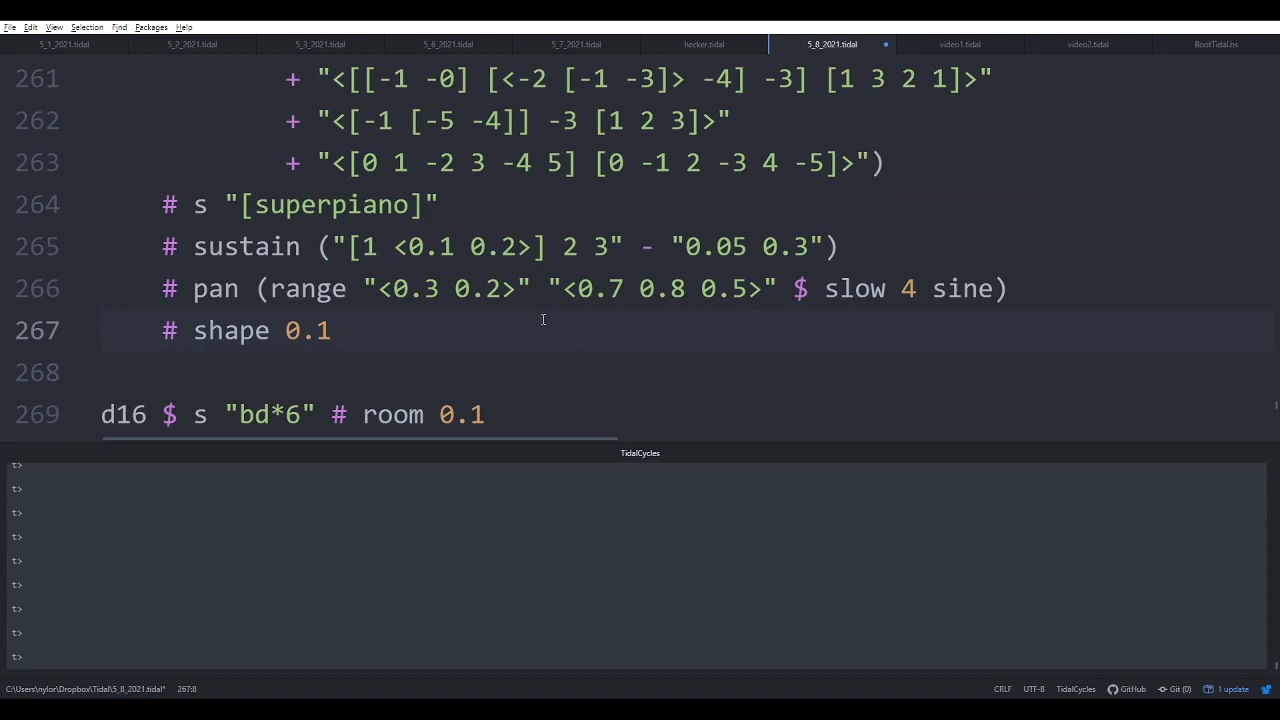 File Edit View Selection Find Packages Help
5_1_2021.tidal 5_2_2021.tidal 5_3_2021.tidal 5_6_2021.tidal 5_7_2021.tidal hecker.tidal 5_8_2021.tidal video1.tidal video2.tidal BootTidal.hs
261 + "<[[-1 -0] [<-2 [-1 -3]> -4] -3] [1 3 2 1]>"
262 + "<[-1 [-5 -4]] -3 [1 2 3]>"
263 + "<[0 1 -2 3 -4 5] [0 -1 2 -3 4 -5]>")
264 # s "[superpiano]"
265 # sustain ("[1 <0.1 0.2>] 2 3" - "0.05 0.3")
266 # pan (range "<0.3 0.2>" "<0.7 0.8 0.5>" $ slow 4 sine)
267 # shape 0.1
268
269 d16 $ s "bd*6" # room 0.1
TidalCycles
t>
t>
t>
t>
t>
t>
t>
t>
t>
C:\Users\nylor\Dropbox\Tidal\5_8_2021.tidal* 267:8 CRLF UTF-8 TidalCycles GitHub Git (0) 1 update